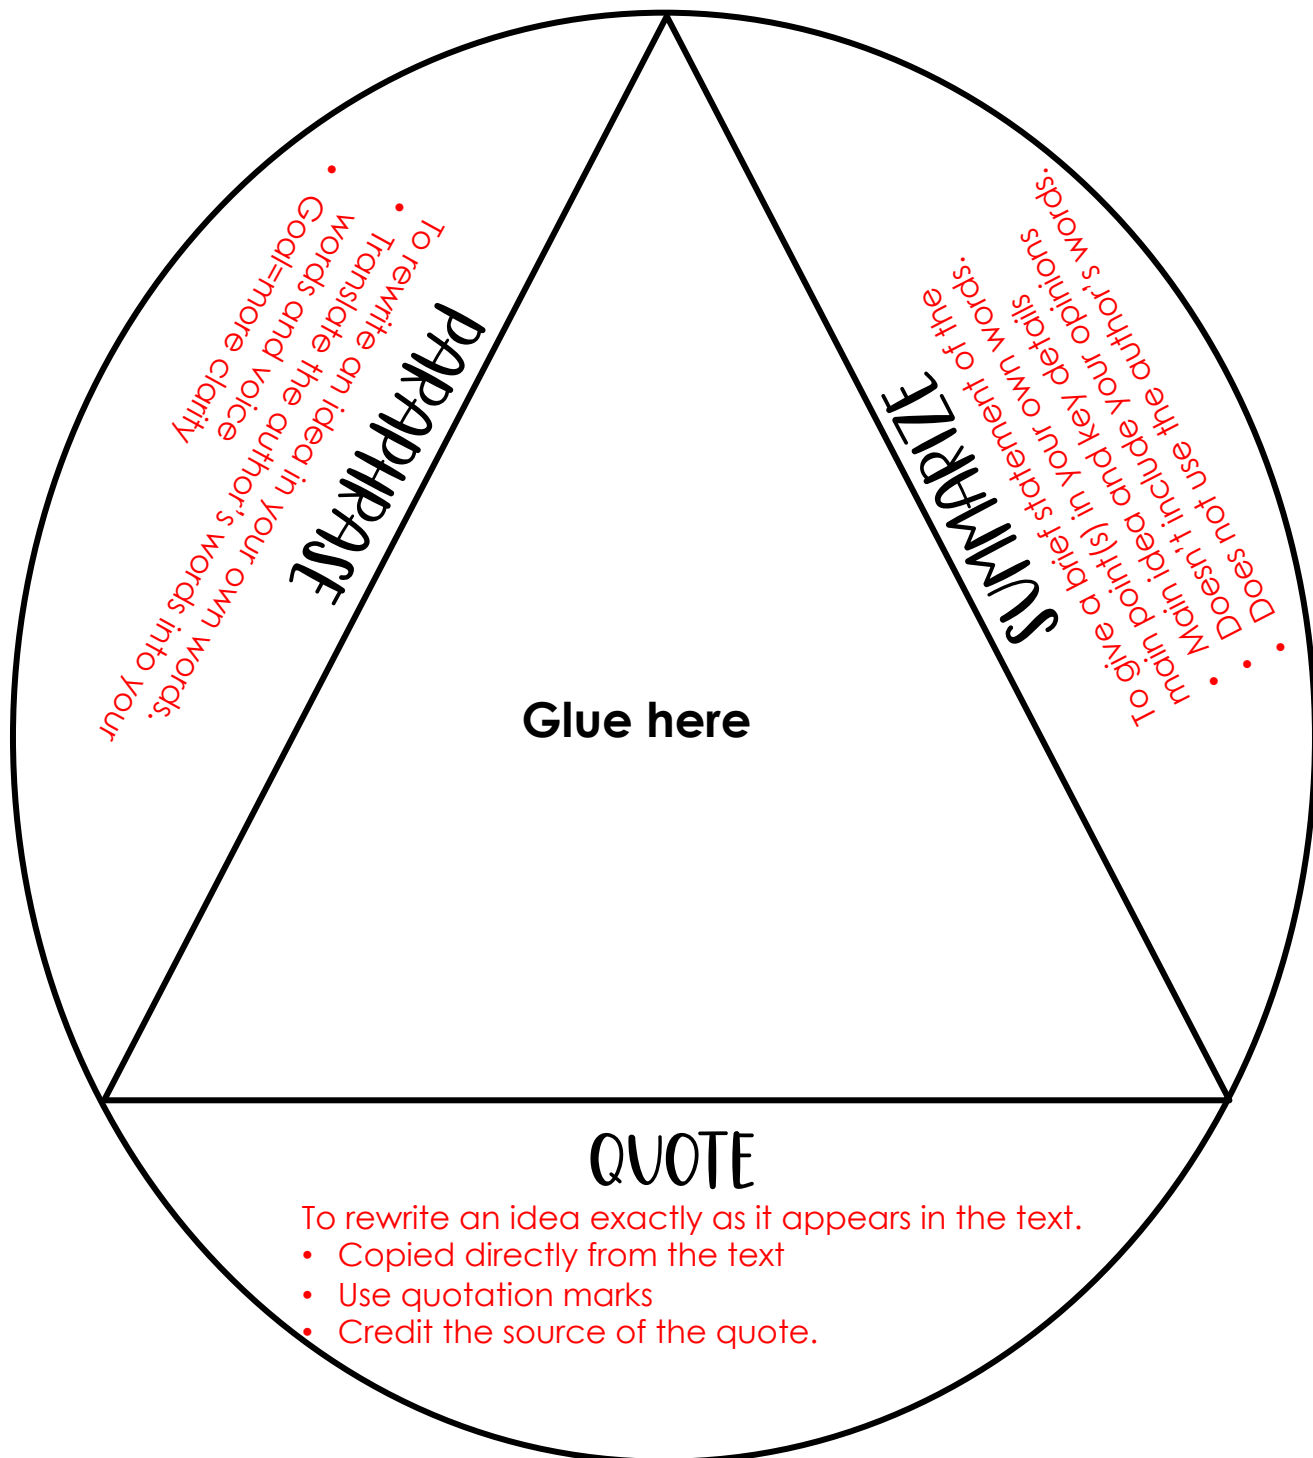 PARAPHRASE
To rewrite an idea in your own words.
• Translate the author's words into your
words and voice
• Goal=more clarity
SUMMARIZE
To give a brief statement of the
main point(s) in your own words.
• Main idea and key details
• Doesn't include your opinions
• Does not use the author's words.
Glue here
QUOTE
To rewrite an idea exactly as it appears in the text.
• Copied directly from the text
• Use quotation marks
• Credit the source of the quote.